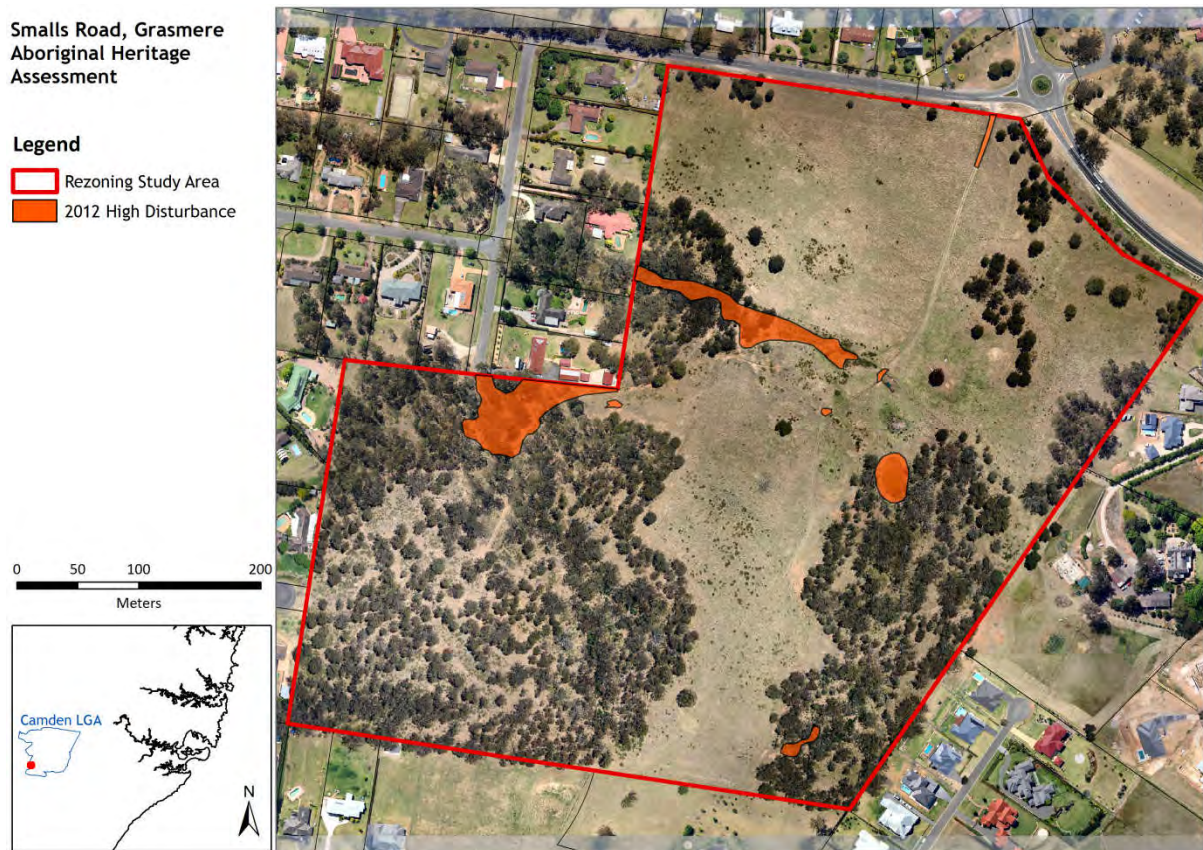 Smalls Road, Grasmere
Aboriginal Heritage
Assessment
Legend
Rezoning Study Area
2012 High Disturbance
0 50 100 200
Meters
Camden LGA
N